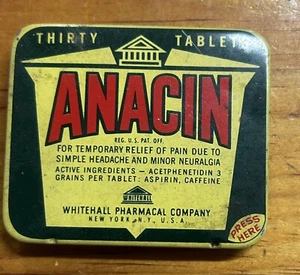 THIRTY TABLETS
ANACIN
REG. U.S. PAT. OFF.
FOR TEMPORARY RELIEF OF PAIN DUE TO
SIMPLE HEADACHE AND MINOR NEURALGIA
ACTIVE INGREDIENTS — ACETPHENETIDIN 3
GRAINS PER TABLET: ASPIRIN, CAFFEINE
WHITEHALL
WHITEHALL PHARMACAL COMPANY
NEW YORK, N.Y., U.S.A.
PRESS
HERE